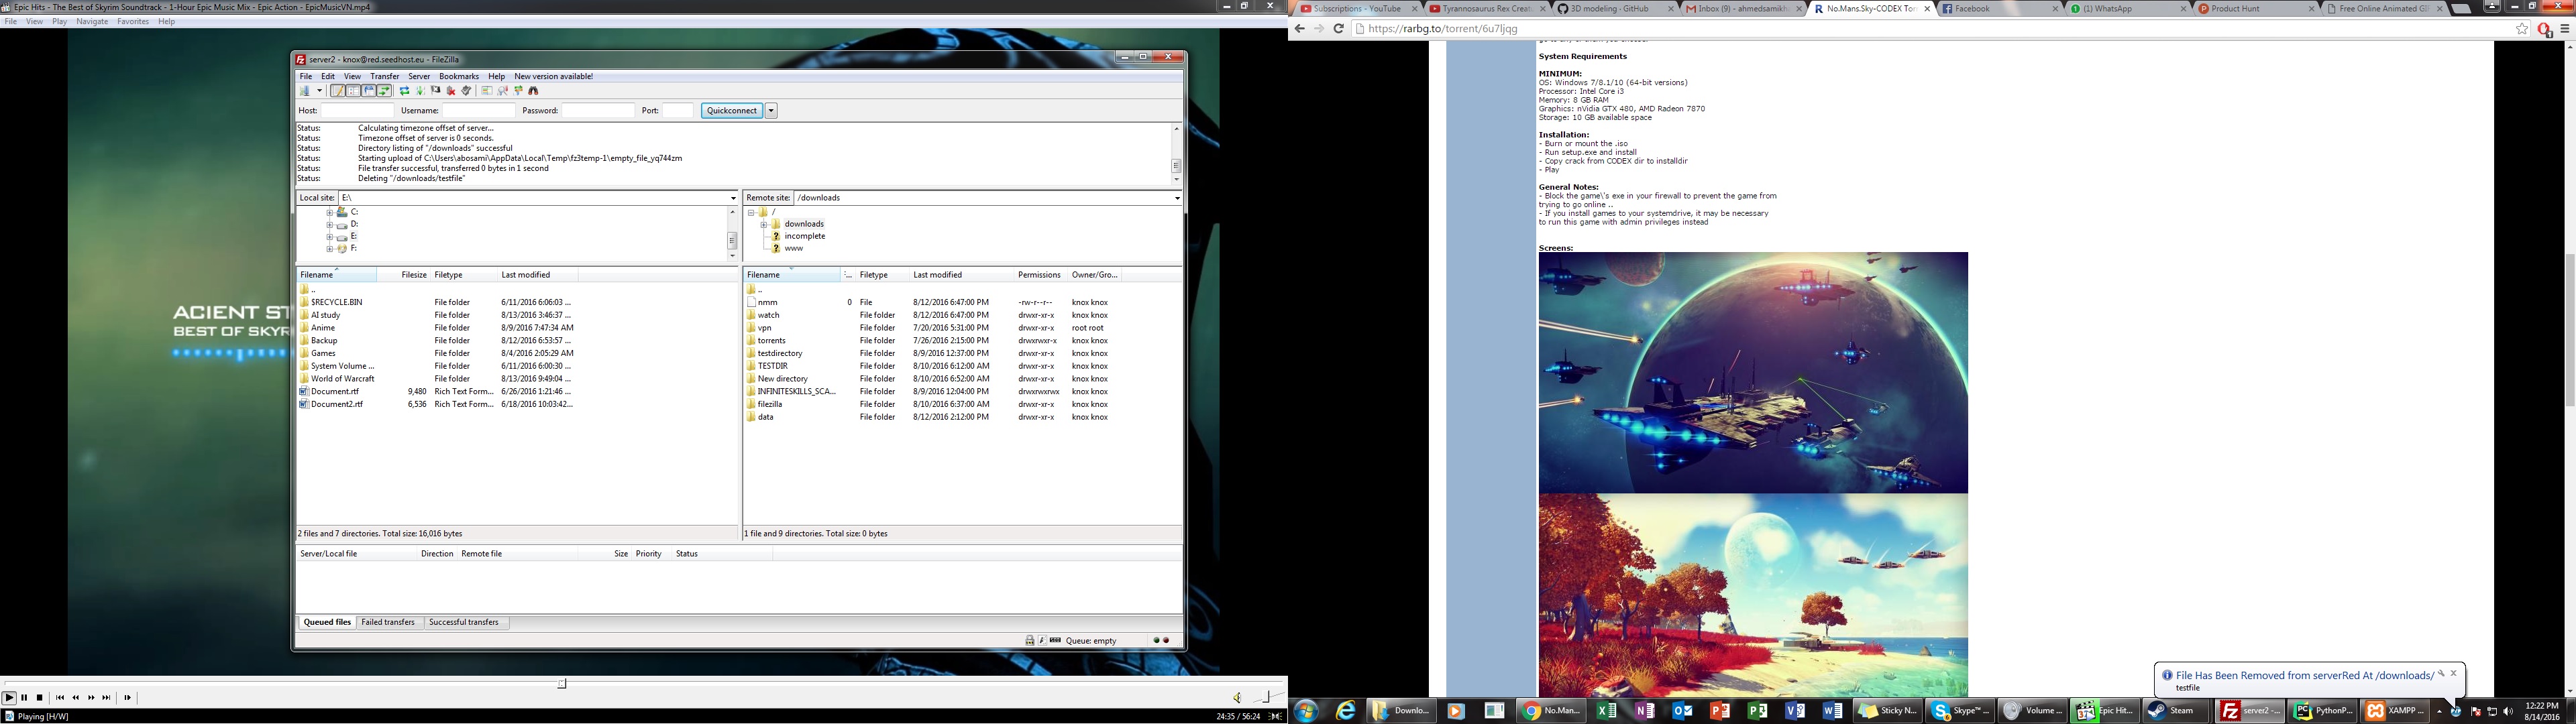 Epic Hits - The Best of Skyrim Soundtrack - 1-Hour Epic Music Mix - Epic Action - EpicMusicVN.mp4
File View Play Navigate Favorites Help
ACIENT ST
BEST OF SKYR
server2 - knox@red.seedhost.eu - FileZilla
File Edit View Transfer Server Bookmarks Help New version available!
Host: Username: Password: Port: Quickconnect
Status: Calculating timezone offset of server...
Status: Timezone offset of server is 0 seconds.
Status: Directory listing of "/downloads" successful
Status: Starting upload of C:\Users\abosami\AppData\Local\Temp\fz3temp-1\empty_file_yq744zm
Status: File transfer successful, transferred 0 bytes in 1 second
Status: Deleting "/downloads/testfile"
Local site: E:\
C:
D:
E:
F:
Remote site: /downloads
/
downloads
incomplete
www
Filename Filesize Filetype Last modified
..
$RECYCLE.BIN File folder 6/11/2016 6:06:03 ...
AI study File folder 8/13/2016 3:46:37 ...
Anime File folder 8/9/2016 7:47:34 AM
Backup File folder 8/12/2016 6:53:57 ...
Games File folder 8/4/2016 2:05:29 AM
System Volume ... File folder 6/11/2016 6:00:30 ...
World of Warcraft File folder 8/13/2016 9:49:04 ...
Document.rtf 9,480 Rich Text Form... 6/26/2016 1:21:46 ...
Document2.rtf 6,536 Rich Text Form... 6/18/2016 10:03:42...
2 files and 7 directories. Total size: 16,016 bytes
Filename ... Filetype Last modified Permissions Owner/Gro...
..
nmm 0 File 8/12/2016 6:47:00 PM -rw-r--r-- knox knox
watch File folder 8/12/2016 6:47:00 PM drwxr-xr-x knox knox
vpn File folder 7/20/2016 5:31:00 PM drwxr-xr-x root root
torrents File folder 7/26/2016 2:15:00 PM drwxrwxr-x knox knox
testdirectory File folder 8/9/2016 12:37:00 PM drwxr-xr-x knox knox
TESTDIR File folder 8/10/2016 6:12:00 AM drwxr-xr-x knox knox
New directory File folder 8/10/2016 6:52:00 AM drwxr-xr-x knox knox
INFINITESKILLS_SCA... File folder 8/9/2016 12:04:00 PM drwxrwxrwx knox knox
filezilla File folder 8/10/2016 6:37:00 AM drwxr-xr-x knox knox
data File folder 8/12/2016 2:12:00 PM drwxr-xr-x knox knox
1 file and 9 directories. Total size: 0 bytes
Server/Local file Direction Remote file Size Priority Status
Queued files Failed transfers Successful transfers
Queue: empty
Playing [H/W]
24:35 / 56:24
Subscriptions - YouTube
Tyrannosaurus Rex Creat
3D modeling · GitHub
Inbox (9) - ahmedsamikh
No.Mans.Sky-CODEX Tor
Facebook
(1) WhatsApp
Product Hunt
Free Online Animated GI
https://rarbg.to/torrent/6u7ljqg
System Requirements
MINIMUM:
OS: Windows 7/8.1/10 (64-bit versions)
Processor: Intel Core i3
Memory: 8 GB RAM
Graphics: nVidia GTX 480, AMD Radeon 7870
Storage: 10 GB available space
Installation:
- Burn or mount the .iso
- Run setup.exe and install
- Copy crack from CODEX dir to installdir
- Play
General Notes:
- Block the game\'s exe in your firewall to prevent the game from
trying to go online ..
- If you install games to your systemdrive, it may be necessary
to run this game with admin privileges instead
Screens:
File Has Been Removed from serverRed At /downloads/
testfile
Downlo...
No.Man...
Sticky N...
Skype™ ...
Volume ...
Epic Hit...
Steam
server2 -...
PythonP...
XAMPP ...
12:22 PM
8/14/2016